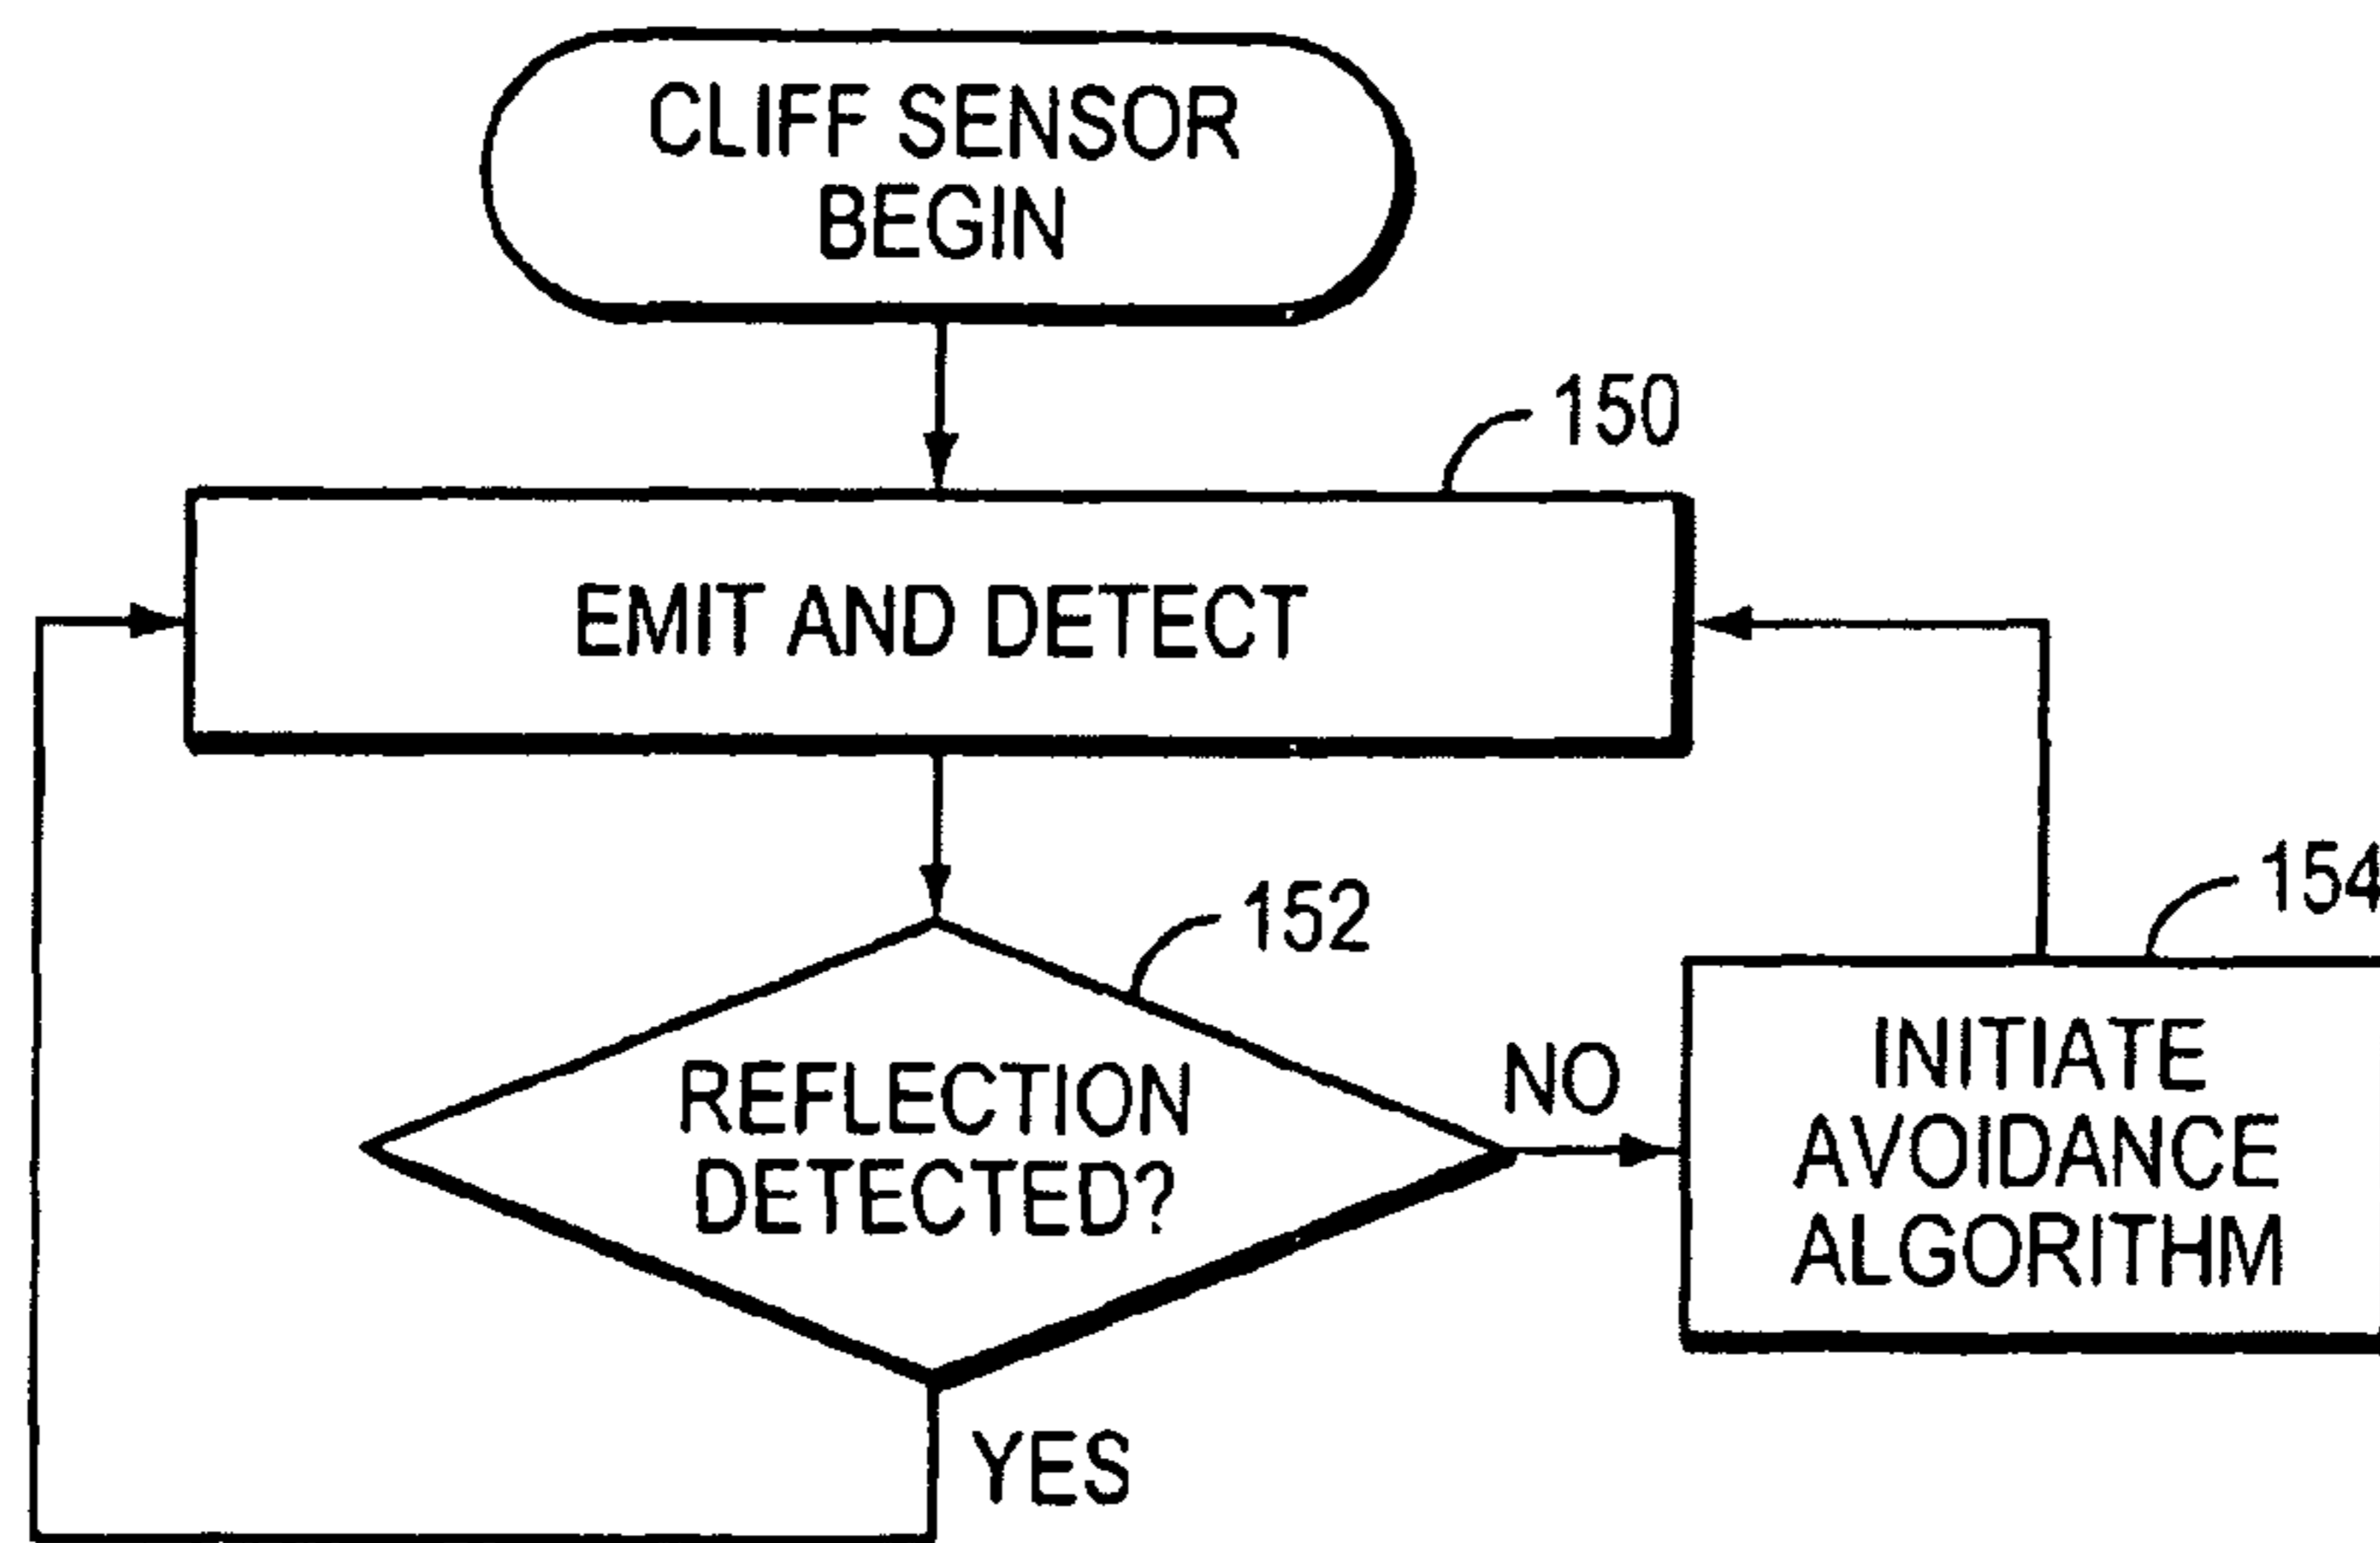 CLIFF SENSOR
BEGIN
150
EMIT AND DETECT
152
154
REFLECTION
DETECTED?
NO
INITIATE
AVOIDANCE
ALGORITHM
YES